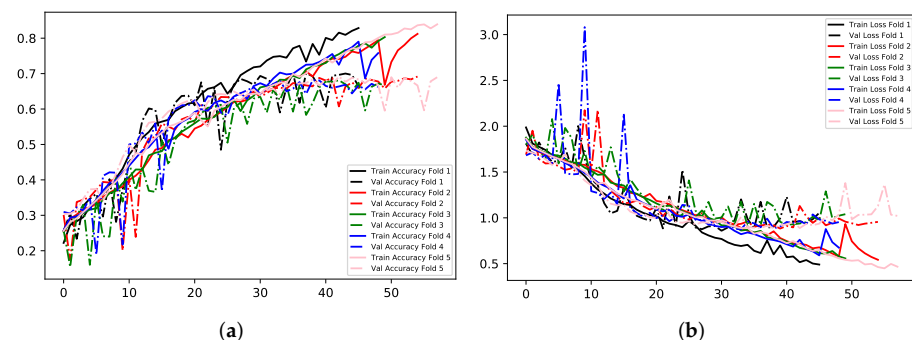 0.8
0.7
0.6
0.5
0.4
0.3
0.2
0
10
20
30
40
50
Train Accuracy Fold 1
Val Accuracy Fold 1
Train Accuracy Fold 2
Val Accuracy Fold 2
Train Accuracy Fold 3
Val Accuracy Fold 3
Train Accuracy Fold 4
Val Accuracy Fold 4
Train Accuracy Fold 5
Val Accuracy Fold 5
(a)
3.0
2.5
2.0
1.5
1.0
0.5
0
10
20
30
40
50
Train Loss Fold 1
Val Loss Fold 1
Train Loss Fold 2
Val Loss Fold 2
Train Loss Fold 3
Val Loss Fold 3
Train Loss Fold 4
Val Loss Fold 4
Train Loss Fold 5
Val Loss Fold 5
(b)